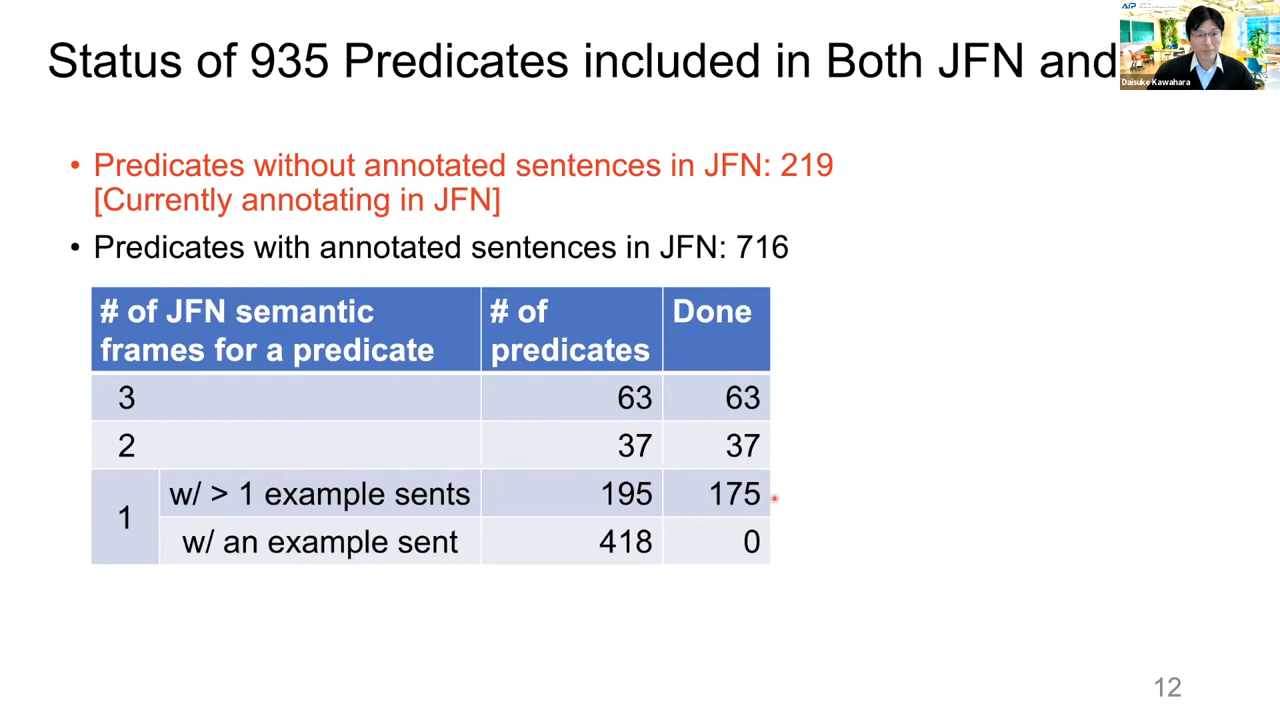 Status of 935 Predicates included in Both JFN and
Daisuke Kawahara
• Predicates without annotated sentences in JFN: 219
[Currently annotating in JFN]
• Predicates with annotated sentences in JFN: 716
# of JFN semantic frames for a predicate
# of predicates
Done
3 63 63
2 37 37
1
w/ > 1 example sents 195 175
w/ an example sent 418 0
12